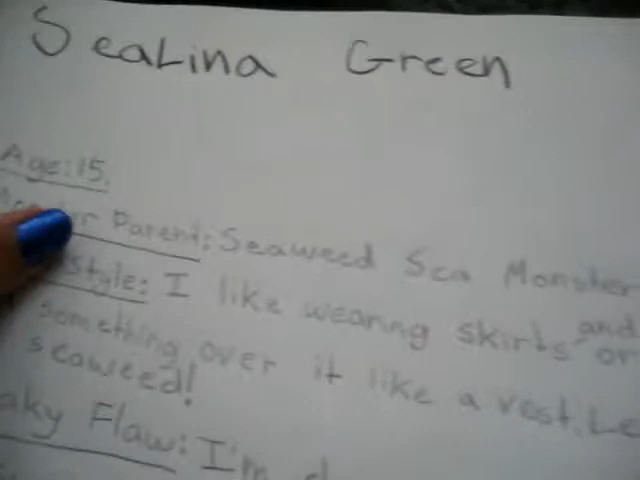 SeaLina Green
Age: 15.
Parent: Seaweed Sea Monster
Style: I like wearing skirts and
something over it like a vest. or
seaweed!
Flaw: I'm